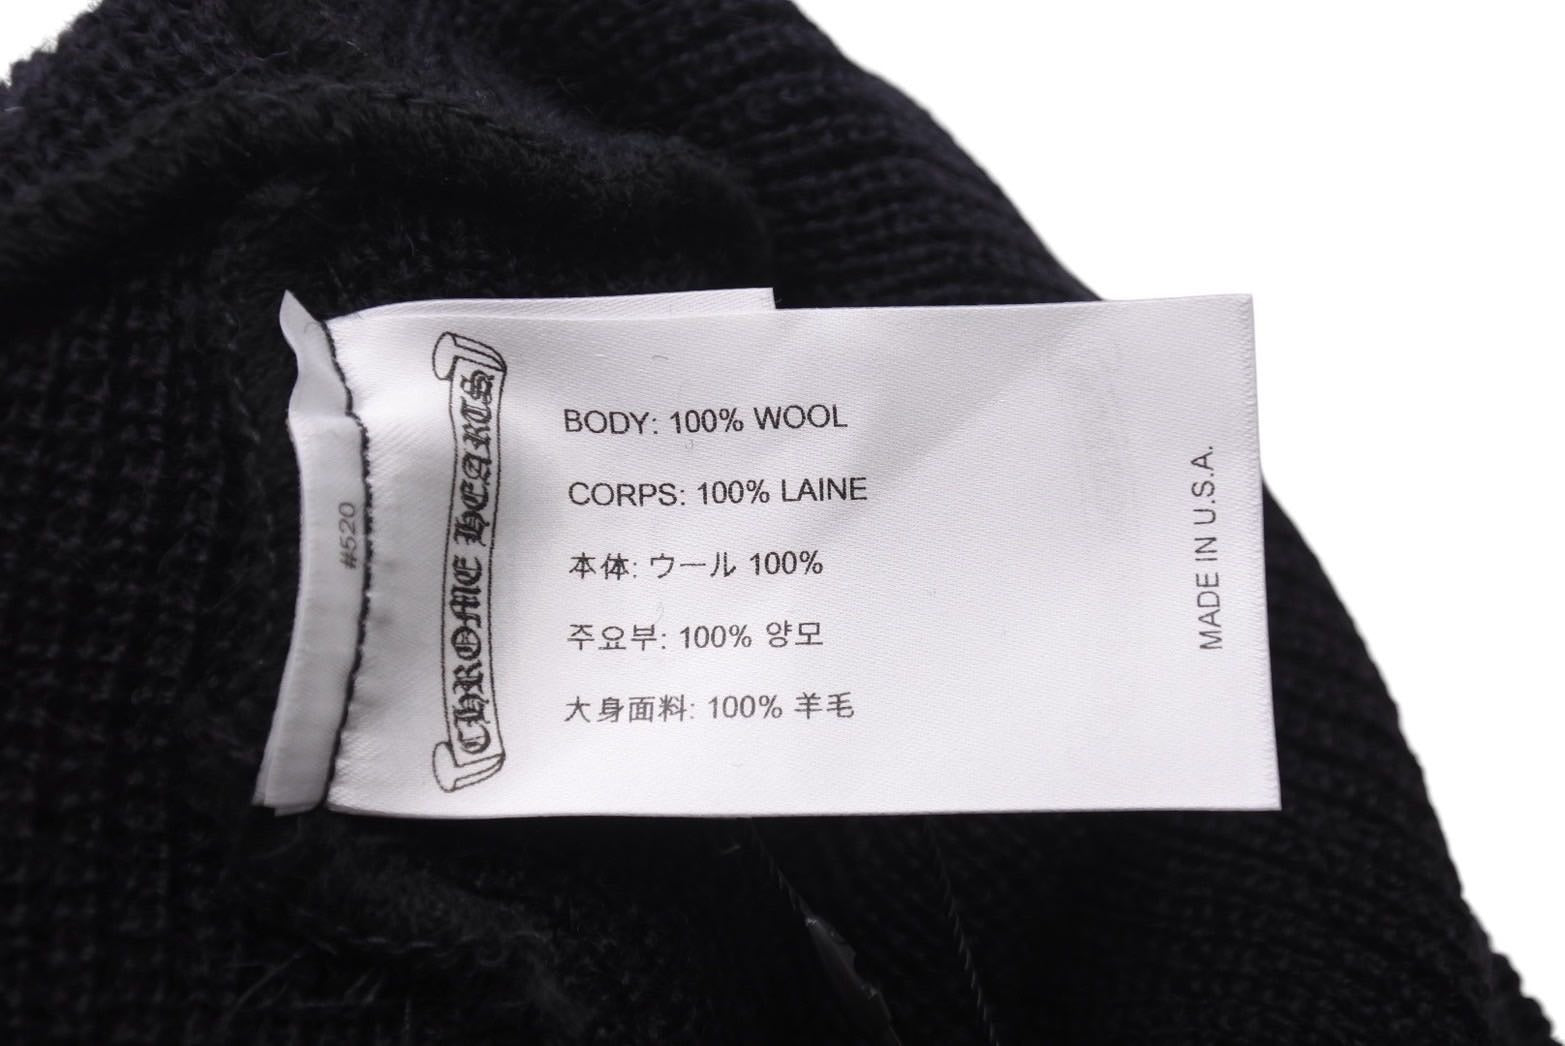 #520
CHROME HEARTS
BODY: 100% WOOL
CORPS: 100% LAINE
本体: ウール 100%
주요부: 100% 양모
大身面料: 100% 羊毛
MADE IN U.S.A.